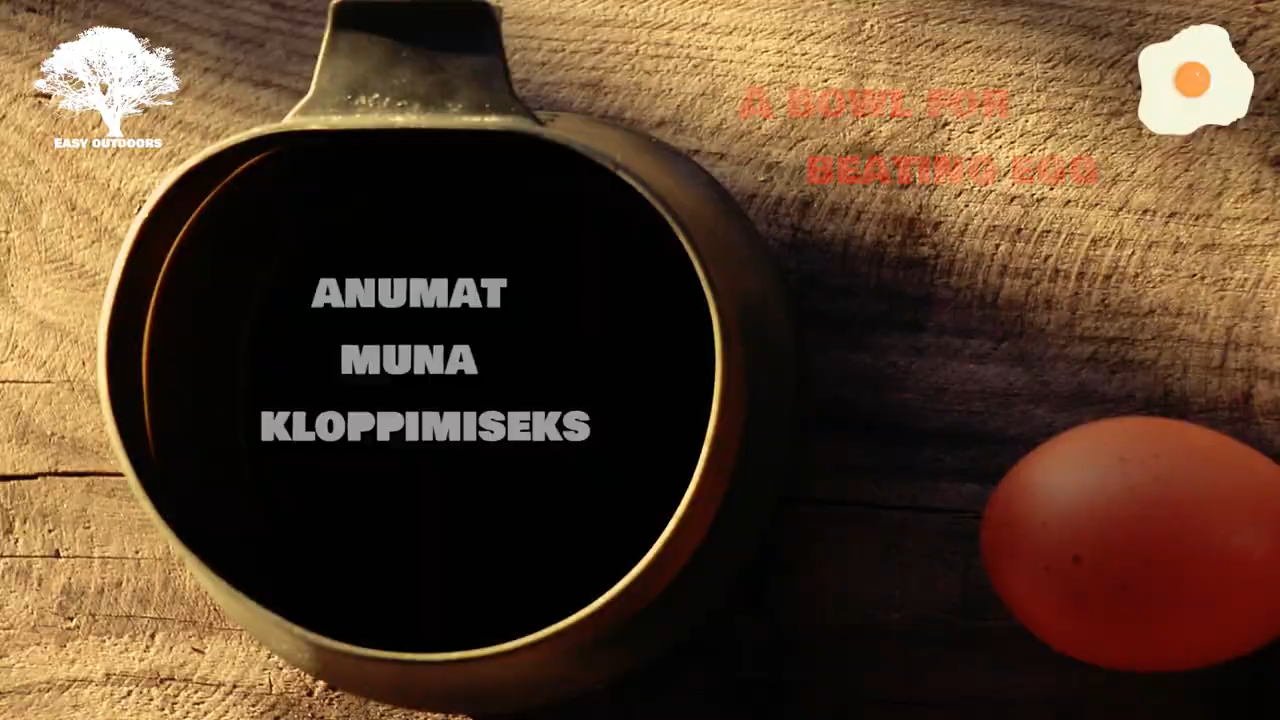 EASY OUTDOORS
A BOWL FOR
BEATING EGG
ANUMAT
MUNA
KLOPPIMISEKS